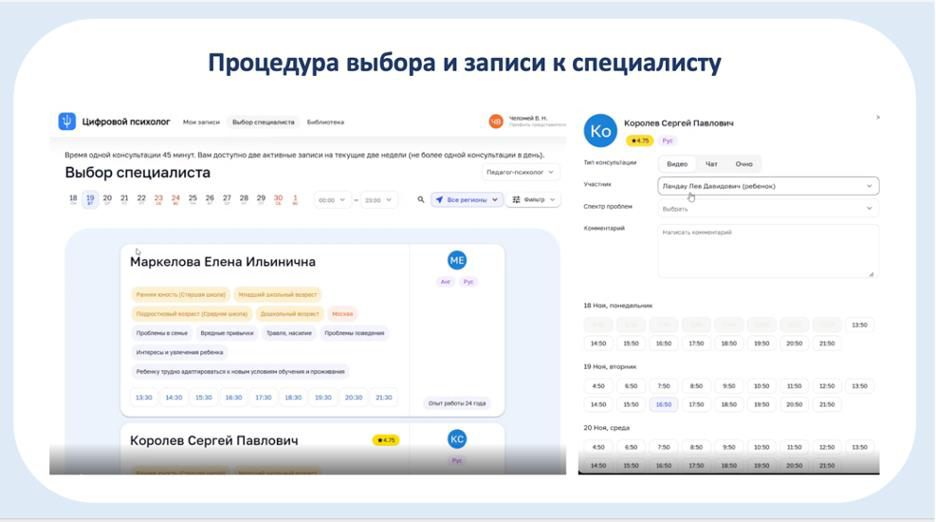 Процедура выбора и записи к специалисту
Цифровой психолог Мои записи Выбор специалиста Библиотека ЧВ Челомей В. Н.
Время одной консультации 45 минут. Вам доступно две активные записи на текущие две недели (не более одной консультации в день).
Выбор специалиста Педагог-психолог
18 19 20 21 22 23 24 25 26 27 28 29 30 1 00:00 – 23:00 Все регионы Фильтр
Маркелова Елена Ильинична МЕ
Анг Рус
Ранняя юность (Старшая школа) Младший школьный возраст
Подростковый возраст (Средняя школа) Дошкольный возраст Москва
Проблемы в семье Вредные привычки Травля, насилие Проблемы поведения
Интересы и увлечения ребенка
Ребенку трудно адаптироваться к новым условиям обучения и проживания
13:30 14:30 15:30 16:30 17:30 18:30 19:30 20:30 21:30
Опыт работы 24 года
Королев Сергей Павлович ★4.75 КС
Рус
Ко Королев Сергей Павлович
★4.75 Рус
Тип консультации Видео Чат Очно
Участник Ландау Лев Давидович (ребенок)
Спектр проблем Выбрать
Комментарий Написать комментарий
18 Ноя, понедельник
13:50
14:50 15:50 16:50 17:50 18:50 19:50 20:50 21:50
19 Ноя, вторник
4:50 6:50 7:50 8:50 9:50 10:50 11:50 12:50 13:50
14:50 15:50 16:50 17:50 18:50 19:50 20:50 21:50
20 Ноя, среда
4:50 6:50 7:50 8:50 9:50 10:50 11:50 12:50 13:50
14:50 15:50 16:50 17:50 18:50 19:50 20:50 21:50